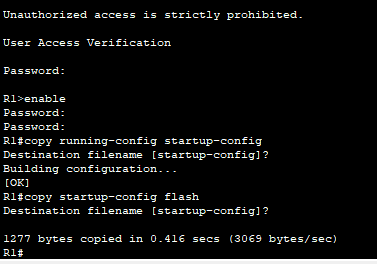 Unauthorized access is strictly prohibited.
User Access Verification
Password:
R1>enable
Password:
Password:
R1#copy running-config startup-config
Destination filename [startup-config]?
Building configuration...
[OK]
R1#copy startup-config flash
Destination filename [startup-config]?
1277 bytes copied in 0.416 secs (3069 bytes/sec)
R1#